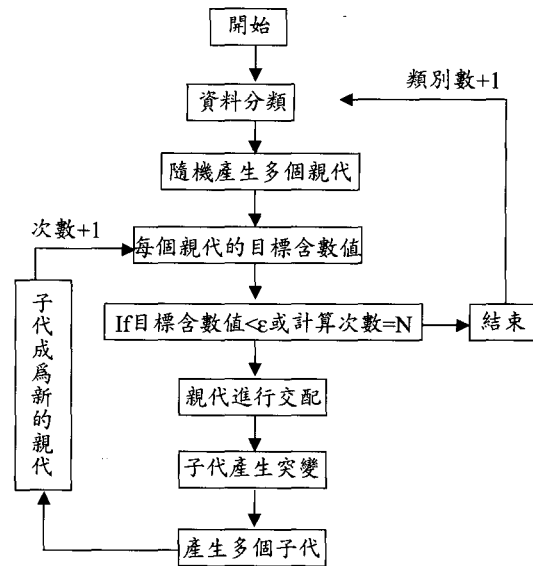 開始
資料分類
類別數+1
隨機產生多個親代
次數+1
每個親代的目標含數值
If目標含數值<ε或計算次數=N
結束
子代成爲新的親代
親代進行交配
子代產生突變
產生多個子代